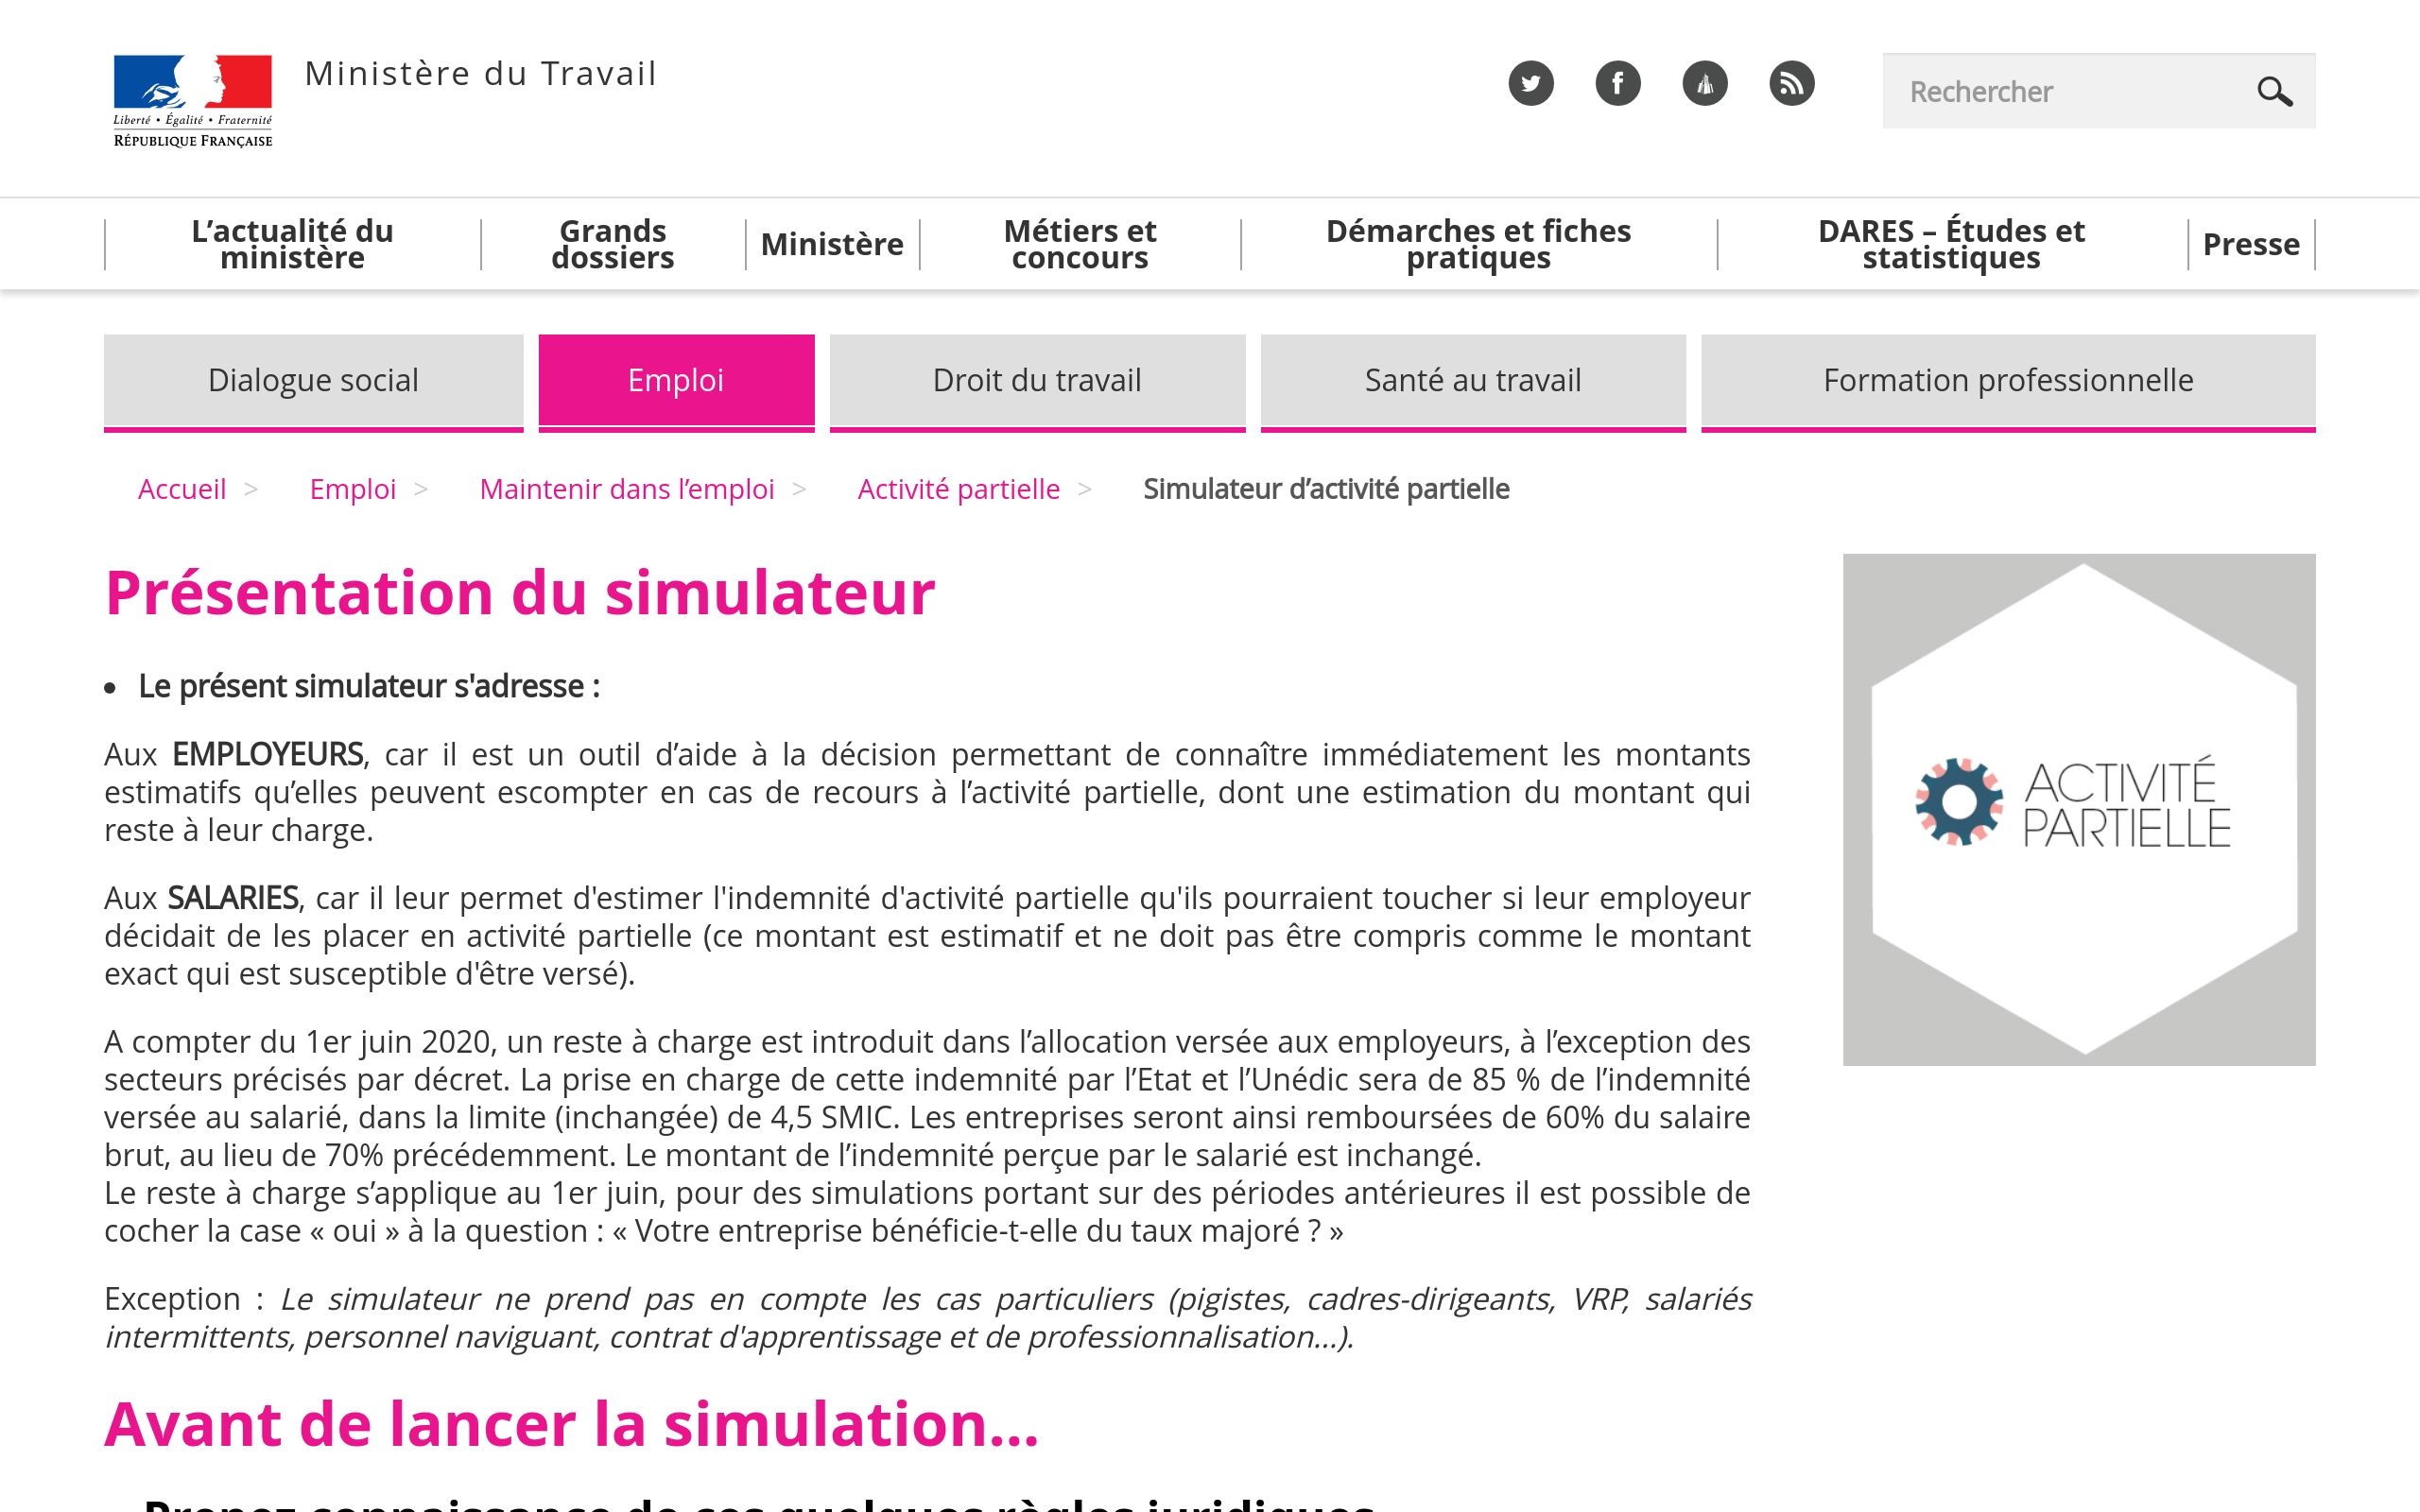 Ministère du Travail
Liberté • Égalité • Fraternité
RÉPUBLIQUE FRANÇAISE
Rechercher
L’actualité du
ministère
Grands
dossiers
Ministère
Métiers et
concours
Démarches et fiches
pratiques
DARES – Études et
statistiques
Presse
Dialogue social
Emploi
Droit du travail
Santé au travail
Formation professionnelle
Accueil > Emploi > Maintenir dans l’emploi > Activité partielle > Simulateur d’activité partielle
Présentation du simulateur
• Le présent simulateur s'adresse :
Aux EMPLOYEURS, car il est un outil d’aide à la décision permettant de connaître immédiatement les montants
estimatifs qu’elles peuvent escompter en cas de recours à l’activité partielle, dont une estimation du montant qui
reste à leur charge.
Aux SALARIES, car il leur permet d'estimer l'indemnité d'activité partielle qu'ils pourraient toucher si leur employeur
décidait de les placer en activité partielle (ce montant est estimatif et ne doit pas être compris comme le montant
exact qui est susceptible d'être versé).
A compter du 1er juin 2020, un reste à charge est introduit dans l’allocation versée aux employeurs, à l’exception des
secteurs précisés par décret. La prise en charge de cette indemnité par l’Etat et l’Unédic sera de 85 % de l’indemnité
versée au salarié, dans la limite (inchangée) de 4,5 SMIC. Les entreprises seront ainsi remboursées de 60% du salaire
brut, au lieu de 70% précédemment. Le montant de l’indemnité perçue par le salarié est inchangé.
Le reste à charge s’applique au 1er juin, pour des simulations portant sur des périodes antérieures il est possible de
cocher la case « oui » à la question : « Votre entreprise bénéficie-t-elle du taux majoré ? »
Exception : Le simulateur ne prend pas en compte les cas particuliers (pigistes, cadres-dirigeants, VRP, salariés
intermittents, personnel naviguant, contrat d'apprentissage et de professionnalisation...).
ACTIVITÉ
PARTIELLE
Avant de lancer la simulation...
Prenez connaissance de ces quelques règles juridiques